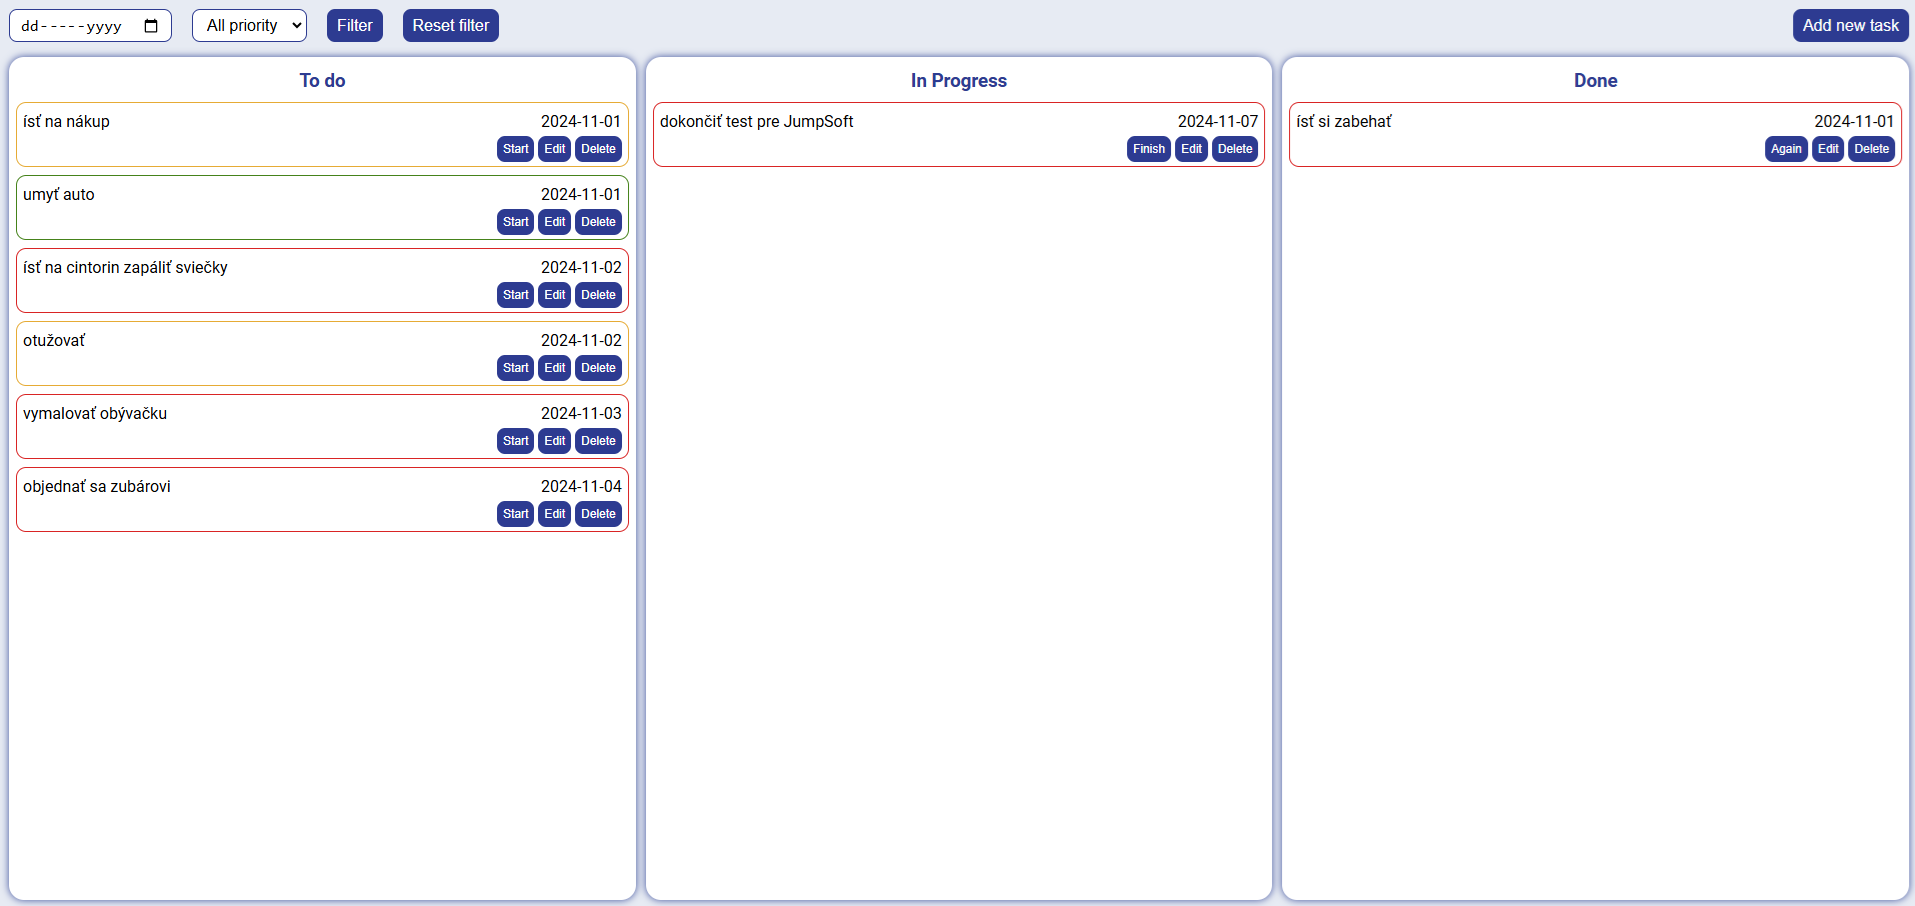 dd-----yyyy All priority Filter Reset filter Add new task
To do
ísť na nákup 2024-11-01
Start Edit Delete
umyť auto 2024-11-01
Start Edit Delete
ísť na cintorin zapáliť sviečky 2024-11-02
Start Edit Delete
otužovať 2024-11-02
Start Edit Delete
vymalovať obývačku 2024-11-03
Start Edit Delete
objednať sa zubárovi 2024-11-04
Start Edit Delete
In Progress
dokončiť test pre JumpSoft 2024-11-07
Finish Edit Delete
Done
ísť si zabehať 2024-11-01
Again Edit Delete